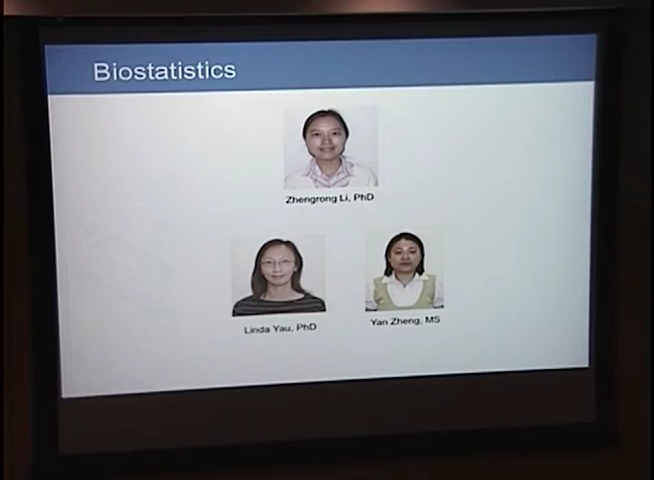 Biostatistics
Zhengrong Li, PhD
Linda Yau, PhD
Yan Zheng, MS